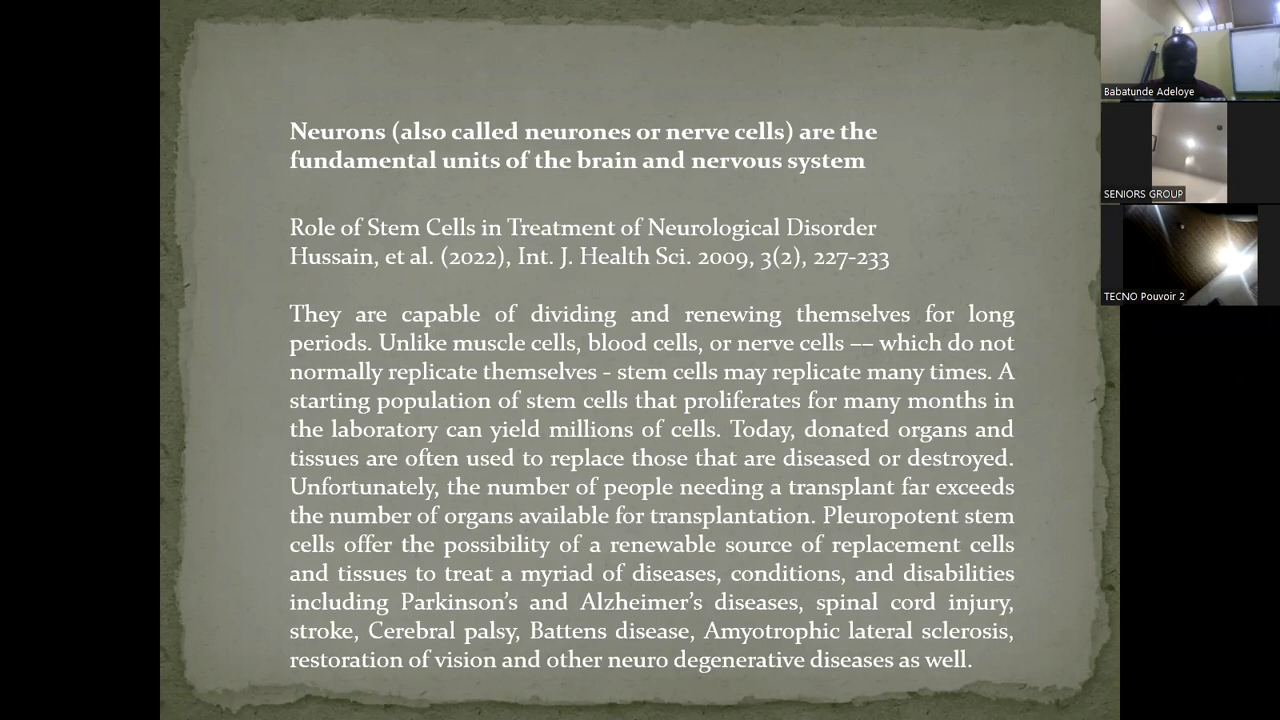 Neurons (also called neurones or nerve cells) are the
fundamental units of the brain and nervous system
Role of Stem Cells in Treatment of Neurological Disorder
Hussain, et al. (2022), Int. J. Health Sci. 2009, 3(2), 227-233
They are capable of dividing and renewing themselves for long
periods. Unlike muscle cells, blood cells, or nerve cells –– which do not
normally replicate themselves - stem cells may replicate many times. A
starting population of stem cells that proliferates for many months in
the laboratory can yield millions of cells. Today, donated organs and
tissues are often used to replace those that are diseased or destroyed.
Unfortunately, the number of people needing a transplant far exceeds
the number of organs available for transplantation. Pleuropotent stem
cells offer the possibility of a renewable source of replacement cells
and tissues to treat a myriad of diseases, conditions, and disabilities
including Parkinson's and Alzheimer's diseases, spinal cord injury,
stroke, Cerebral palsy, Battens disease, Amyotrophic lateral sclerosis,
restoration of vision and other neuro degenerative diseases as well.
Babatunde Adeloye
SENIORS GROUP
TECNO Pouvoir 2